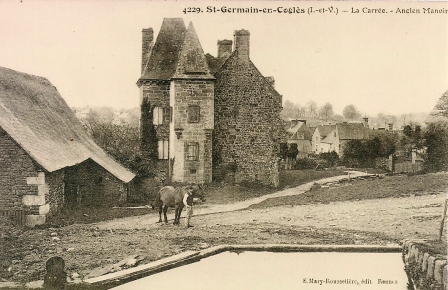 4229. St-Germain-en-Coglès (I.-et-V.) — La Carrée. - Ancien Manoir
E. Mary-Rousselière, édit. Rennes